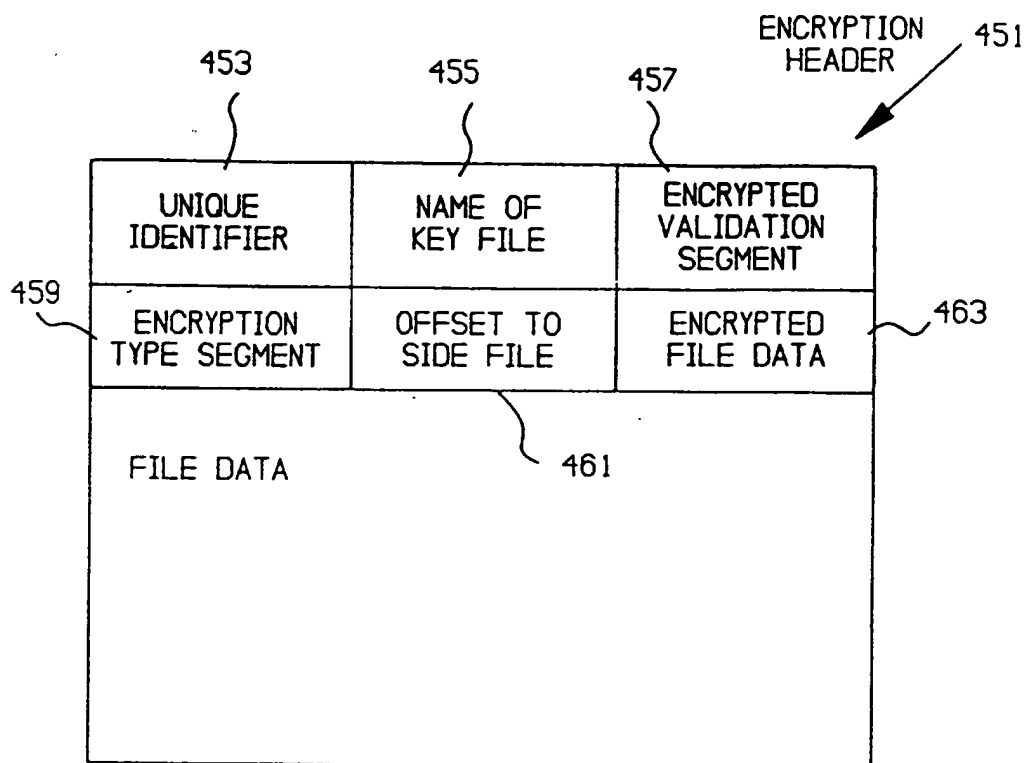 ENCRYPTION
HEADER
451
453
455
457
UNIQUE
IDENTIFIER
NAME OF
KEY FILE
ENCRYPTED
VALIDATION
SEGMENT
459
ENCRYPTION
TYPE SEGMENT
OFFSET TO
SIDE FILE
ENCRYPTED
FILE DATA
463
461
FILE DATA